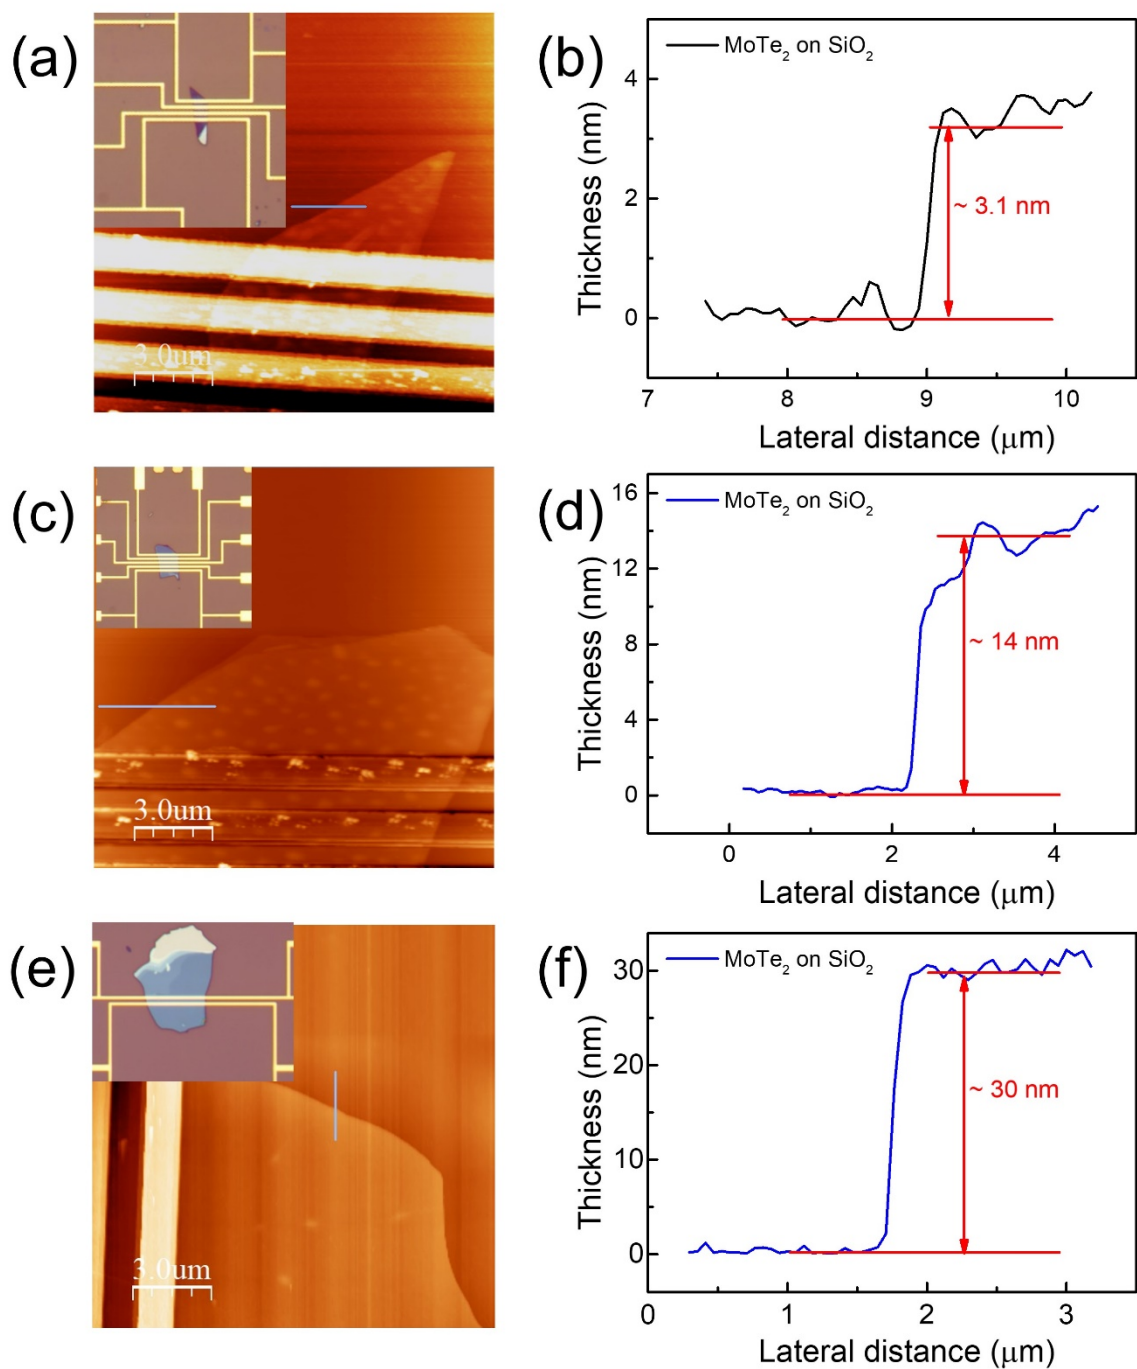 (a)
3.0um
(b)
MoTe₂ on SiO₂
Thickness (nm)
4
2
0
~ 3.1 nm
7 8 9 10
Lateral distance (μm)
(c)
3.0um
(d)
MoTe₂ on SiO₂
Thickness (nm)
16
12
8
4
0
~ 14 nm
0 2 4
Lateral distance (μm)
(e)
3.0um
(f)
MoTe₂ on SiO₂
Thickness (nm)
30
20
10
0
~ 30 nm
0 1 2 3
Lateral distance (μm)